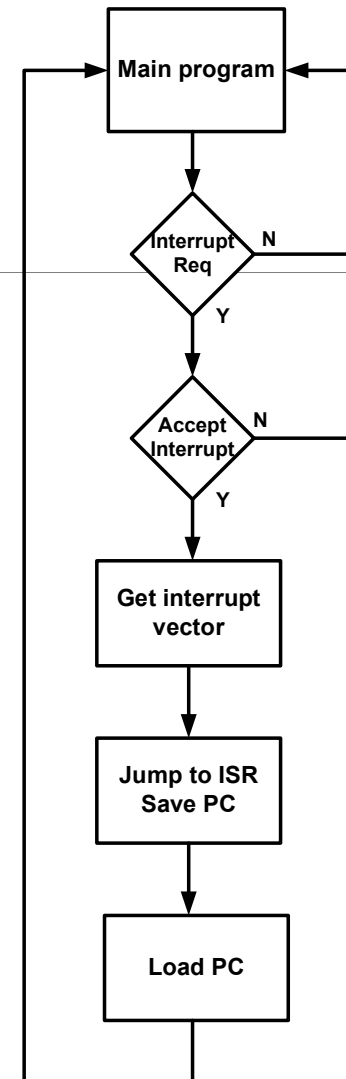 Main program
Interrupt
Req
N
Y
Accept
Interrupt
N
Y
Get interrupt
vector
Jump to ISR
Save PC
Load PC